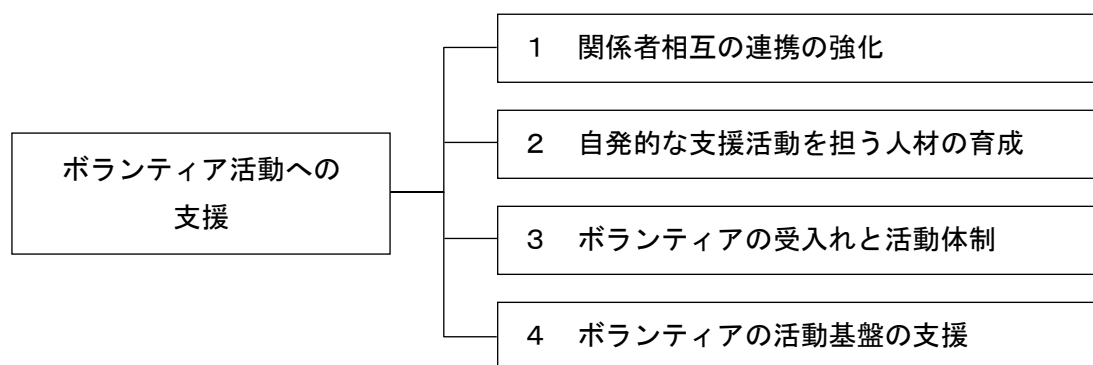 ボランティア活動への
支援
1　関係者相互の連携の強化
2　自発的な支援活動を担う人材の育成
3　ボランティアの受入れと活動体制
4　ボランティアの活動基盤の支援